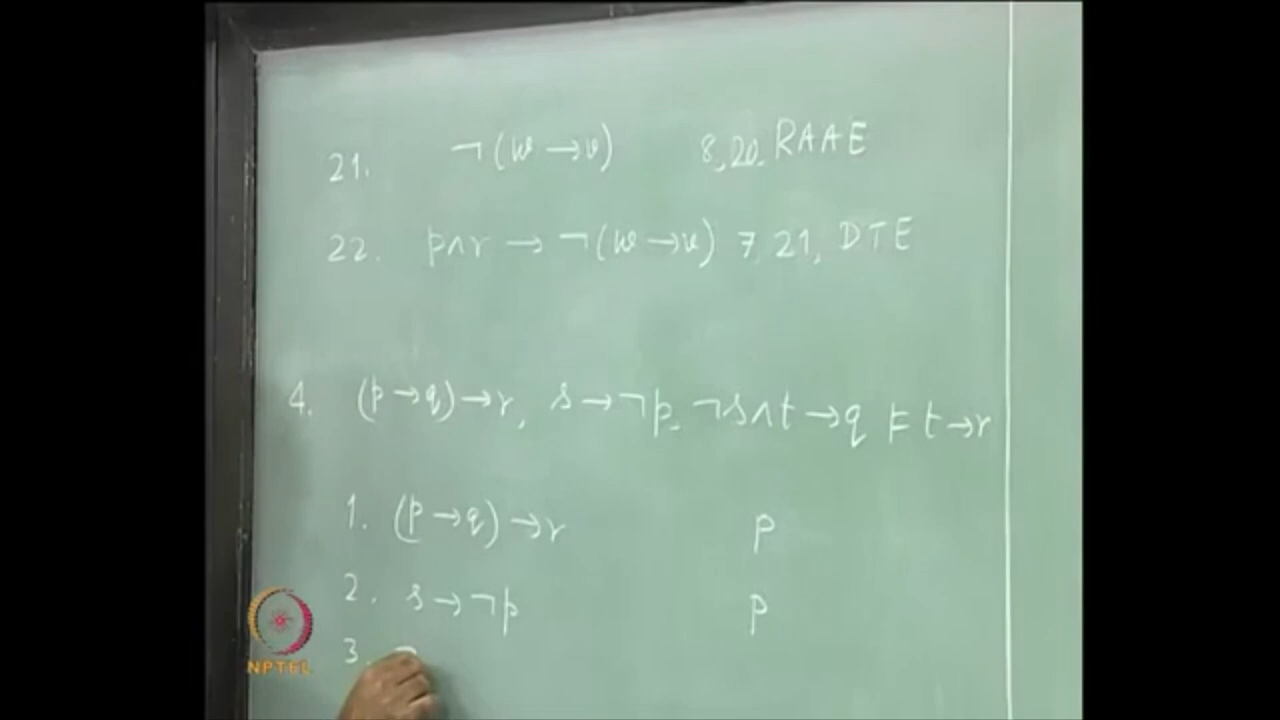 21. ¬(w→v) 8,20, RAAE
22. p∧r → ¬(w→v) 7,21, DTE
4. (p→q)→r, s→¬p, ¬s∧t→q ⊨ t→r
1. (p→q)→r P
2. s→¬p P
3. ¬
NPTEL